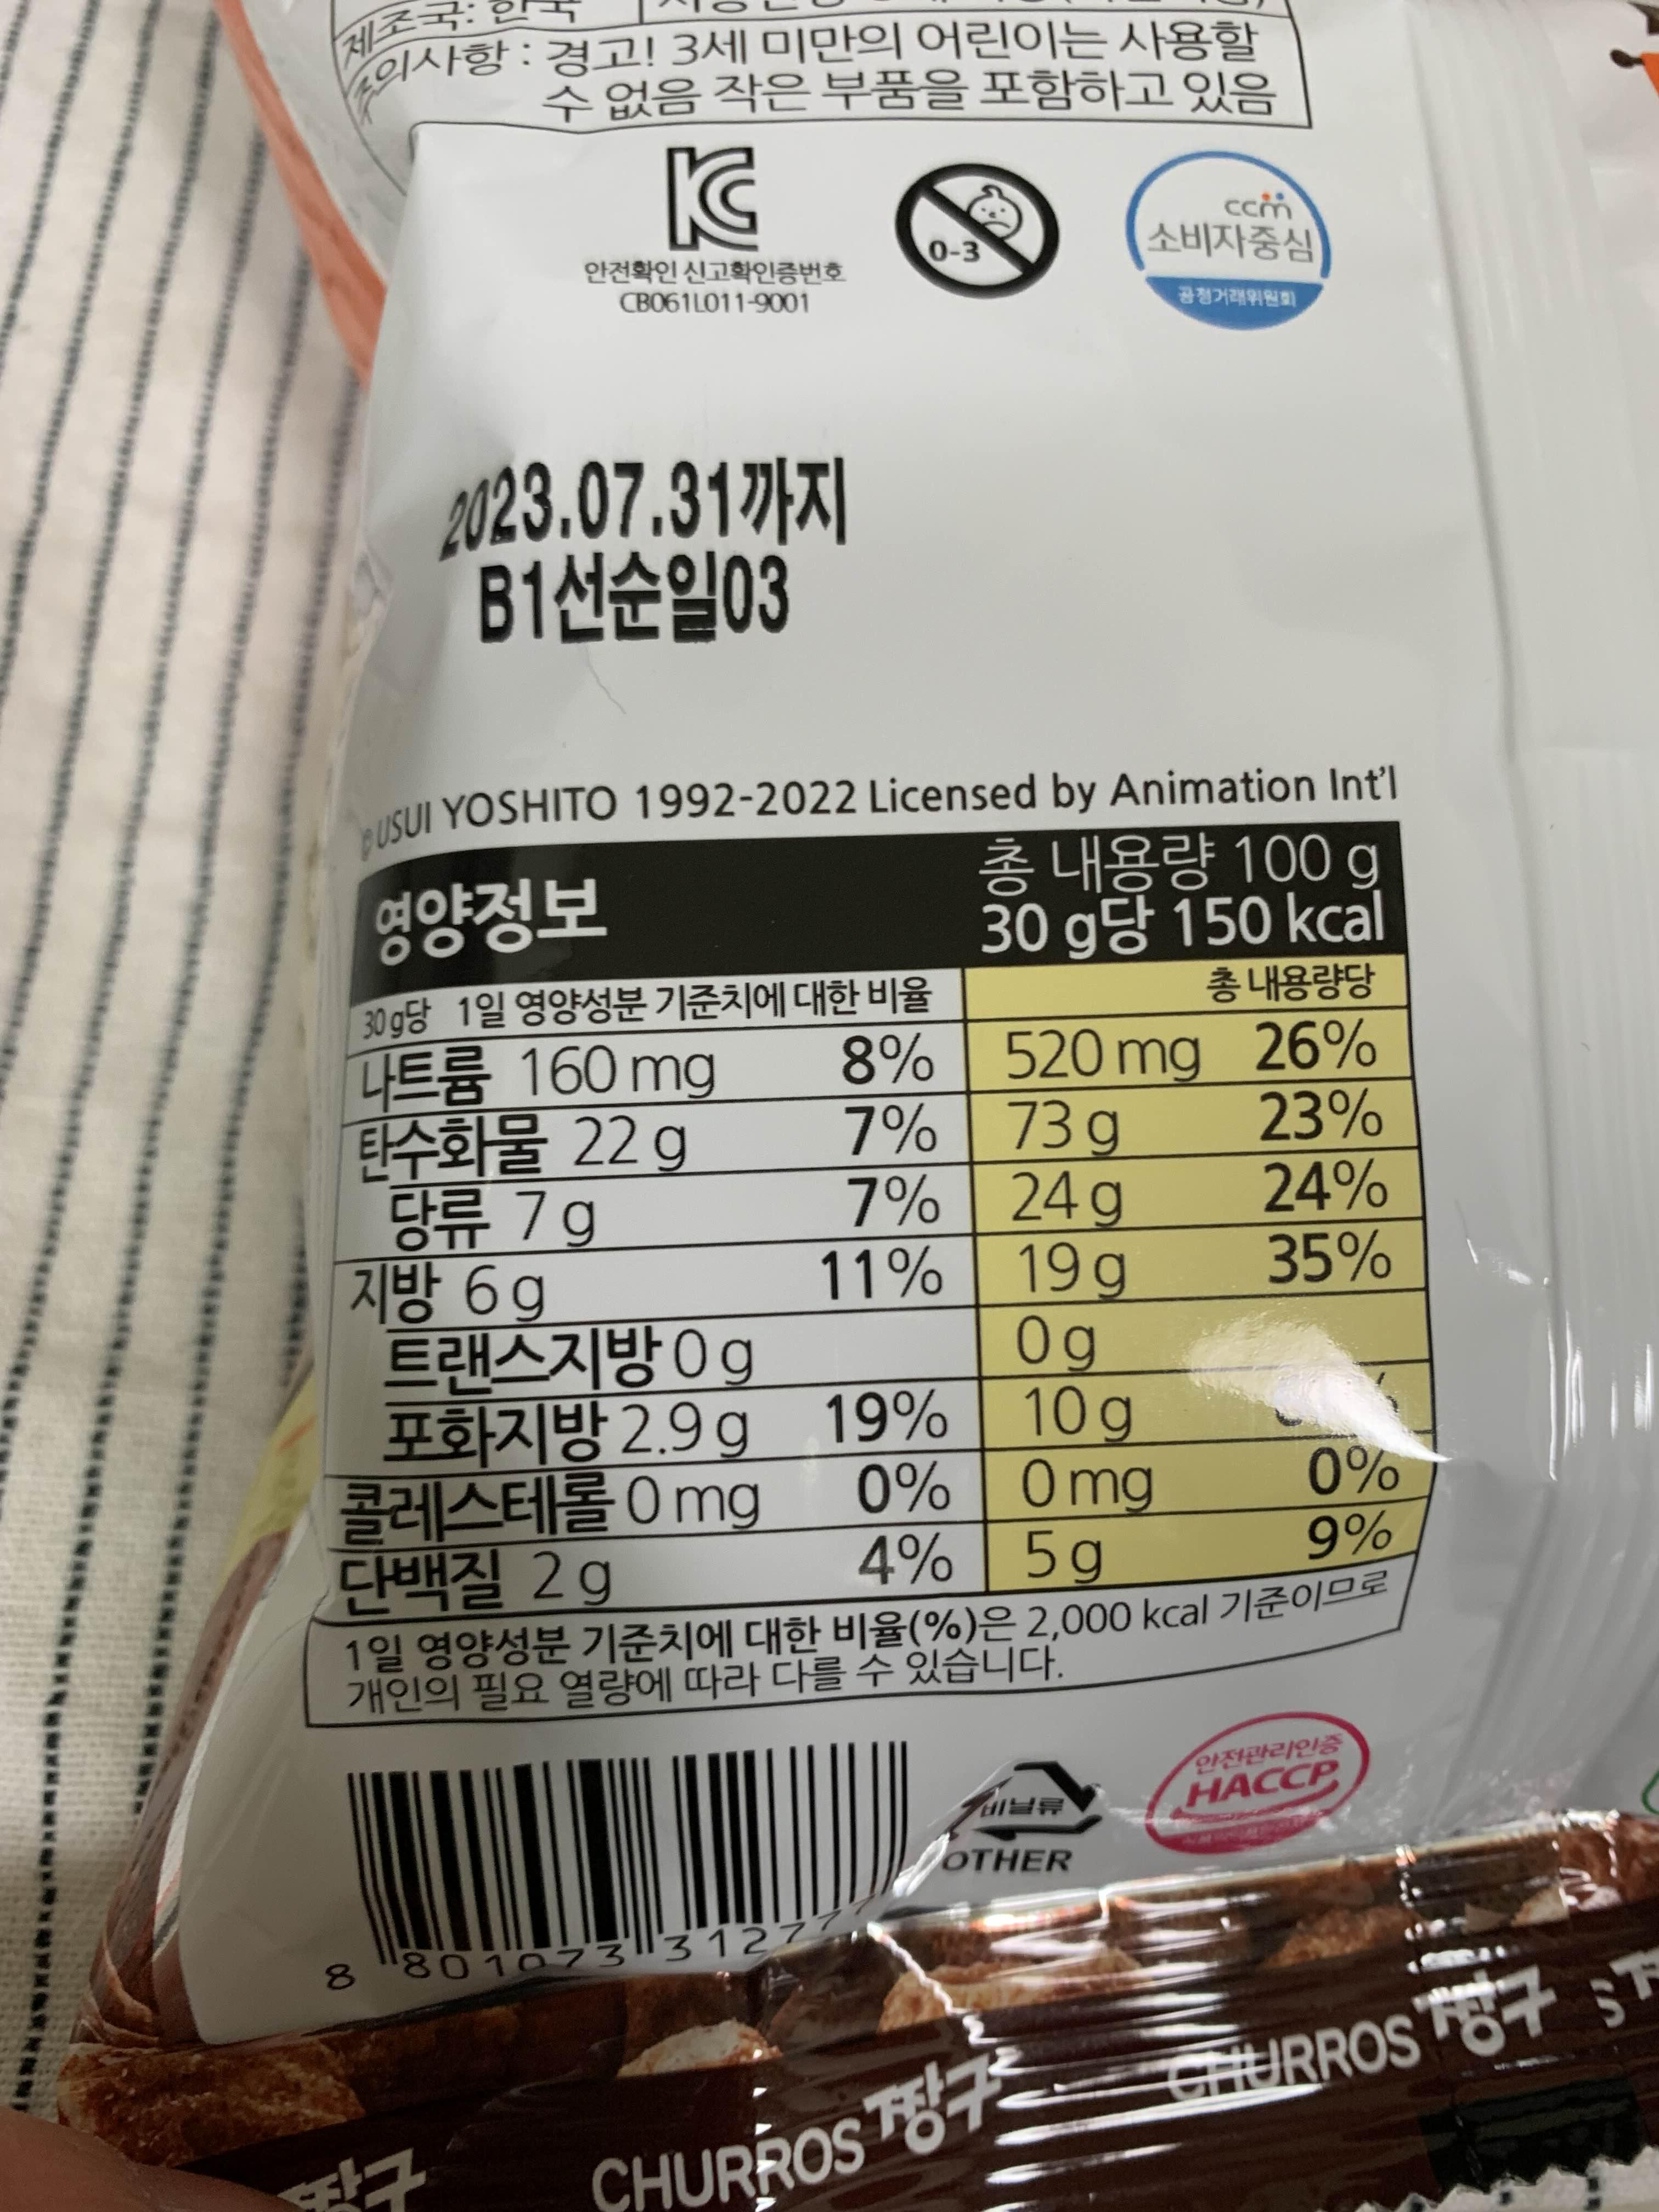 제조국: 한국
주의사항 : 경고! 3세 미만의 어린이는 사용할
수 없음 작은 부품을 포함하고 있음
KC
안전확인 신고확인증번호
CB061L011-9001
0-3
ccm
소비자중심
공정거래위원회
2023.07.31까지
B1선순일03
© USUI YOSHITO 1992-2022 Licensed by Animation Int'l
영양정보
총 내용량 100 g
30 g당 150 kcal
30 g당 1일 영양성분 기준치에 대한 비율 총 내용량당
나트륨 160 mg 8% 520 mg 26%
탄수화물 22 g 7% 73 g 23%
당류 7 g 7% 24 g 24%
지방 6 g 11% 19 g 35%
트랜스지방 0 g 0 g
포화지방 2.9 g 19% 10 g
콜레스테롤 0 mg 0% 0 mg 0%
단백질 2 g 4% 5 g 9%
1일 영양성분 기준치에 대한 비율(%)은 2,000 kcal 기준이므로
개인의 필요 열량에 따라 다를 수 있습니다.
비닐류
OTHER
안전관리인증
HACCP
8 801073 312777
짱구 CHURROS 짱구 CHURROS 짱구